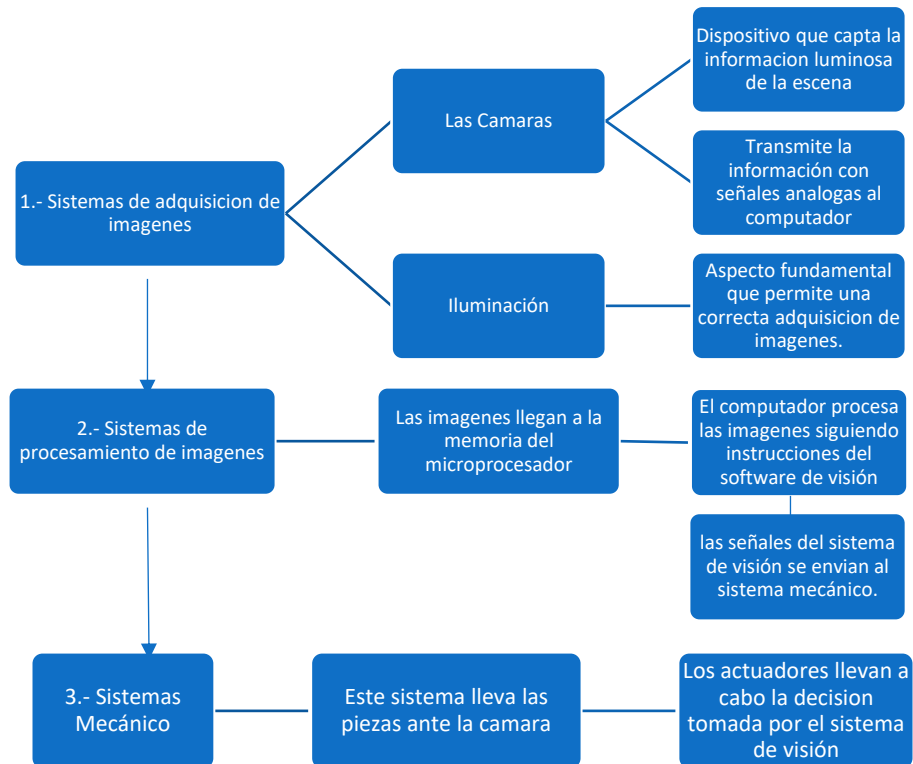 Dispositivo que capta la
informacion luminosa
de la escena
Las Camaras
Transmite la
información con
señales analogas al
computador
1.- Sistemas de adquisicion de
imagenes
Iluminación
Aspecto fundamental
que permite una
correcta adquisicion de
imagenes.
2.- Sistemas de
procesamiento de imagenes
Las imagenes llegan a la
memoria del
microprocesador
El computador procesa
las imagenes siguiendo
instrucciones del
software de visión
las señales del sistema
de visión se envian al
sistema mecánico.
3.- Sistemas
Mecánico
Este sistema lleva las
piezas ante la camara
Los actuadores llevan a
cabo la decision
tomada por el sistema
de visión